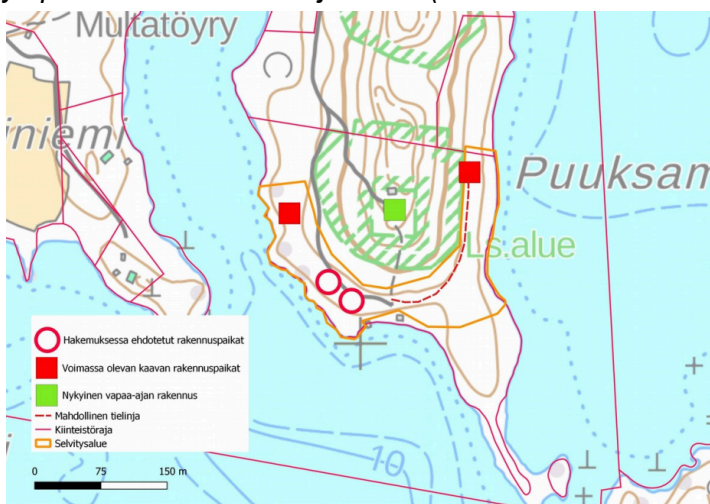 Multatöyry
iniemi
Puuksam
Ls.alue
Hakemuksessa ehdotetut rakennuspaikat
Voimassa olevan kaavan rakennuspaikat
Nykyinen vapaa-ajan rakennus
Mahdollinen tielinja
Kiinteistöraja
Selvitysalue
0 75 150 m
10